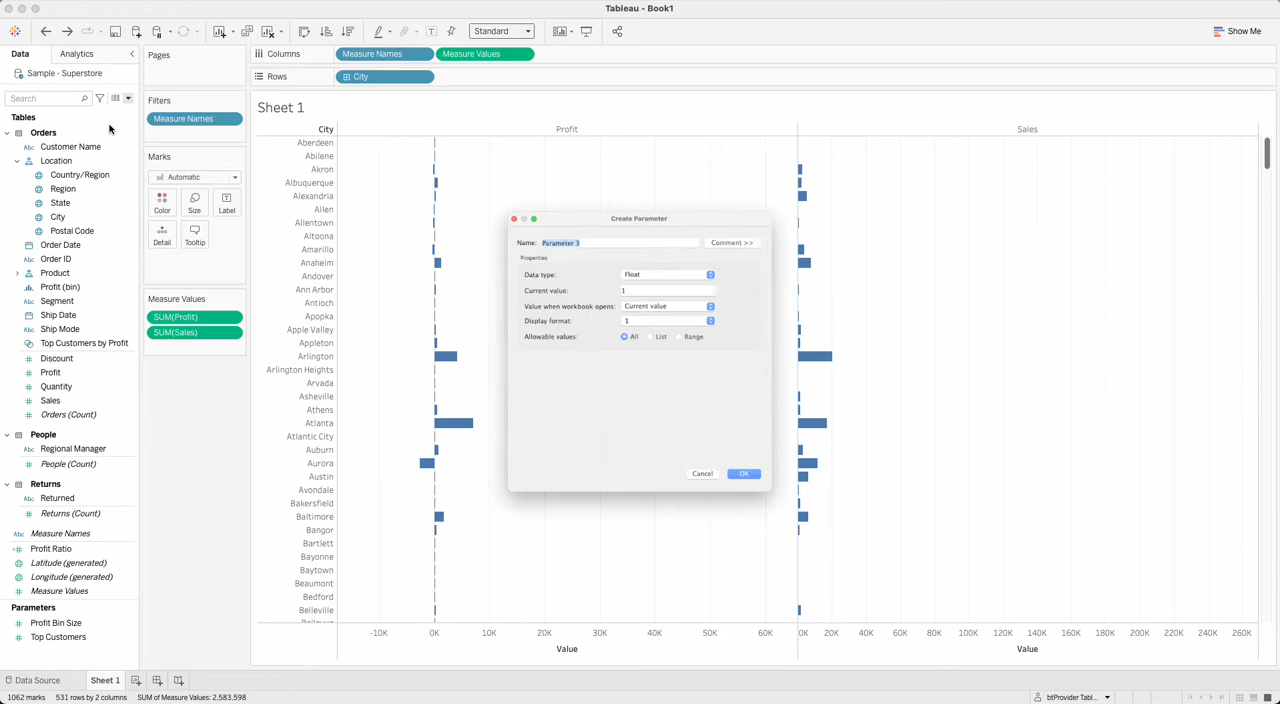 Tableau - Book1
Standard
Show Me
Data
Analytics
Sample - Superstore
Search
Tables
Orders
Abc Customer Name
Location
Country/Region
Region
State
City
Postal Code
Order Date
Abc Order ID
Product
Profit (bin)
Abc Segment
Ship Date
Abc Ship Mode
Top Customers by Profit
Discount
Profit
Quantity
Sales
Orders (Count)
People
Abc Regional Manager
People (Count)
Returns
Abc Returned
Returns (Count)
Abc Measure Names
Profit Ratio
Latitude (generated)
Longitude (generated)
Measure Values
Parameters
Profit Bin Size
Top Customers
Pages
Filters
Measure Names
Marks
Automatic
Color
Size
Label
Detail
Tooltip
Measure Values
SUM(Profit)
SUM(Sales)
Columns
Measure Names
Measure Values
Rows
City
Sheet 1
City
Profit
Sales
Aberdeen
Abilene
Akron
Albuquerque
Alexandria
Allen
Allentown
Altoona
Amarillo
Anaheim
Andover
Ann Arbor
Antioch
Apopka
Apple Valley
Appleton
Arlington
Arlington Heights
Arvada
Asheville
Athens
Atlanta
Atlantic City
Auburn
Aurora
Austin
Avondale
Bakersfield
Baltimore
Bangor
Bartlett
Bayonne
Baytown
Beaumont
Bedford
Belleville
-10K 0K 10K 20K 30K 40K 50K 60K
Value
0K 20K 40K 60K 80K 100K 120K 140K 160K 180K 200K 220K 240K 260K
Value
Create Parameter
Name: Parameter 3
Comment >>
Properties
Data type: Float
Current value: 1
Value when workbook opens: Current value
Display format: 1
Allowable values: All List Range
Cancel
OK
Data Source
Sheet 1
1062 marks
531 rows by 2 columns
SUM of Measure Values: 2,583,598
btProvider Tabl...